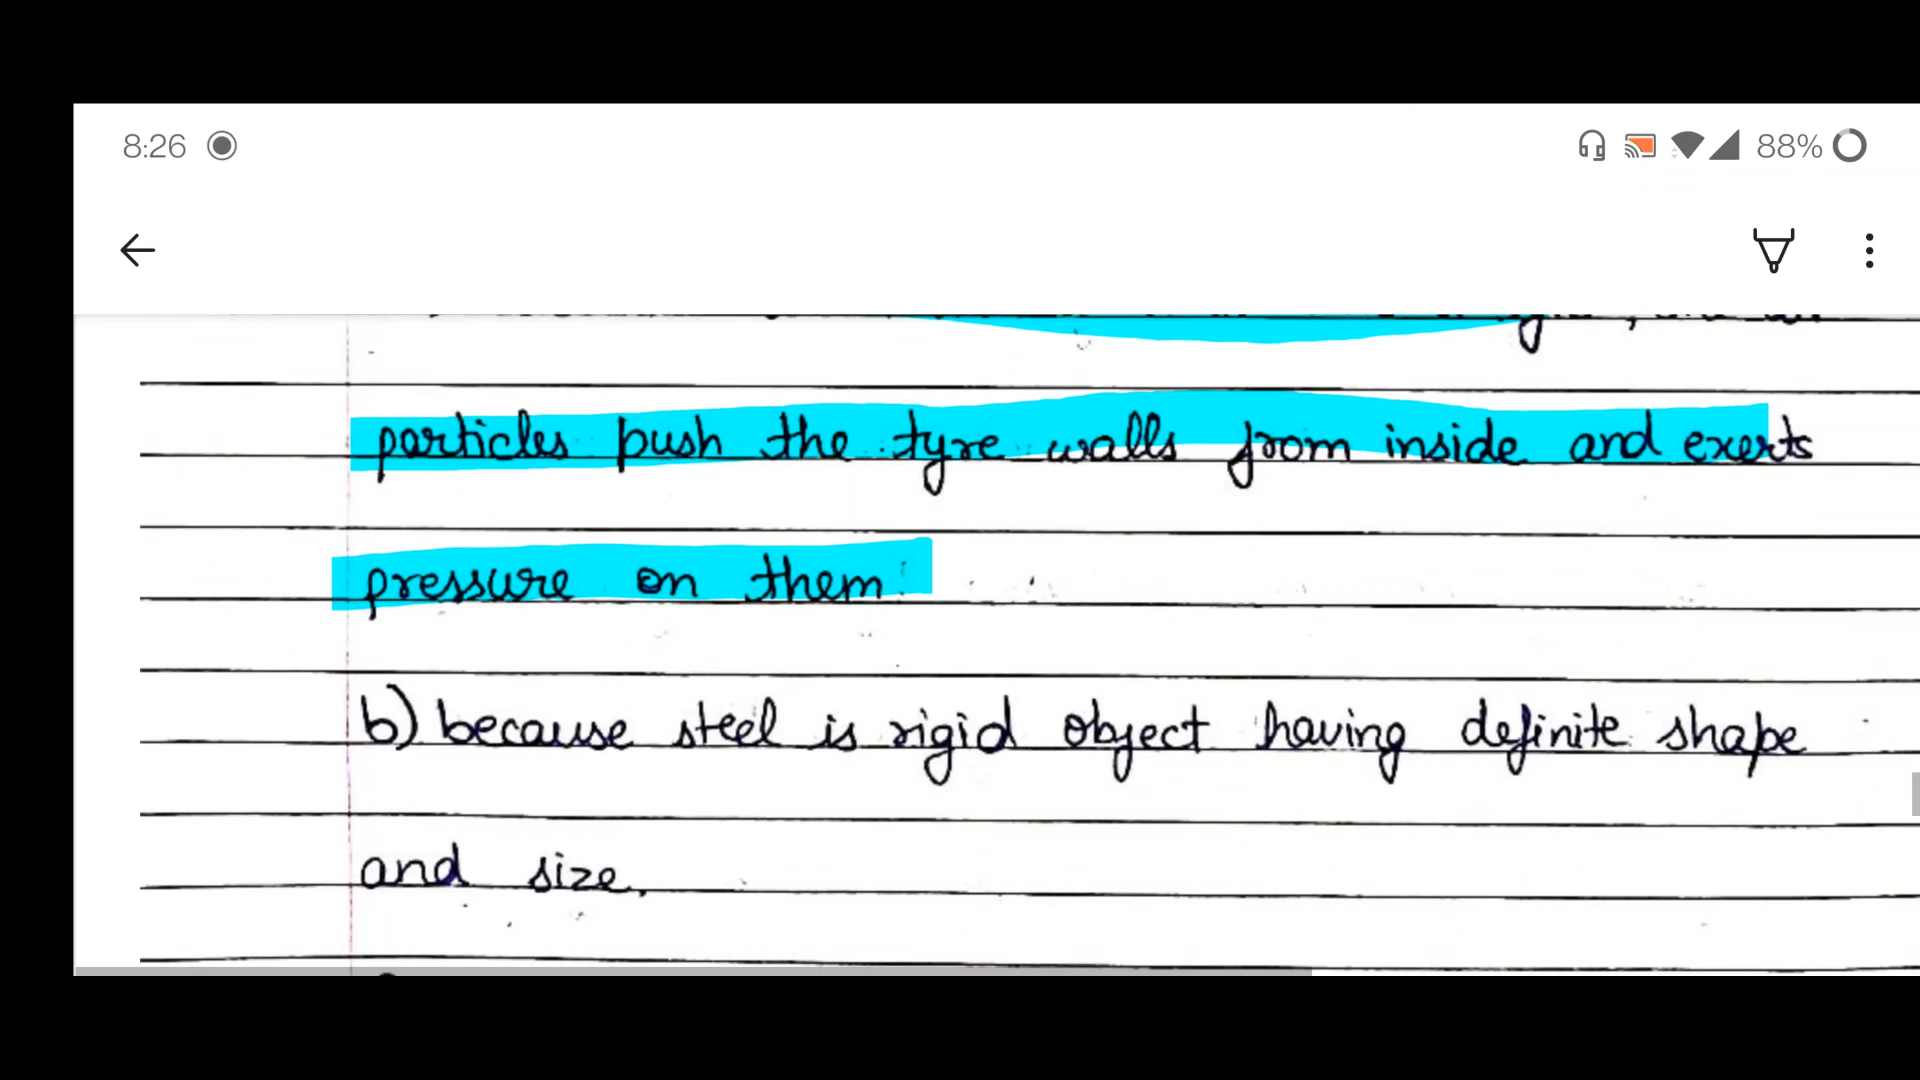 8:26
88%
particles push the tyre walls from inside and exerts
pressure on them.
b) because steel is rigid object having definite shape
and size.